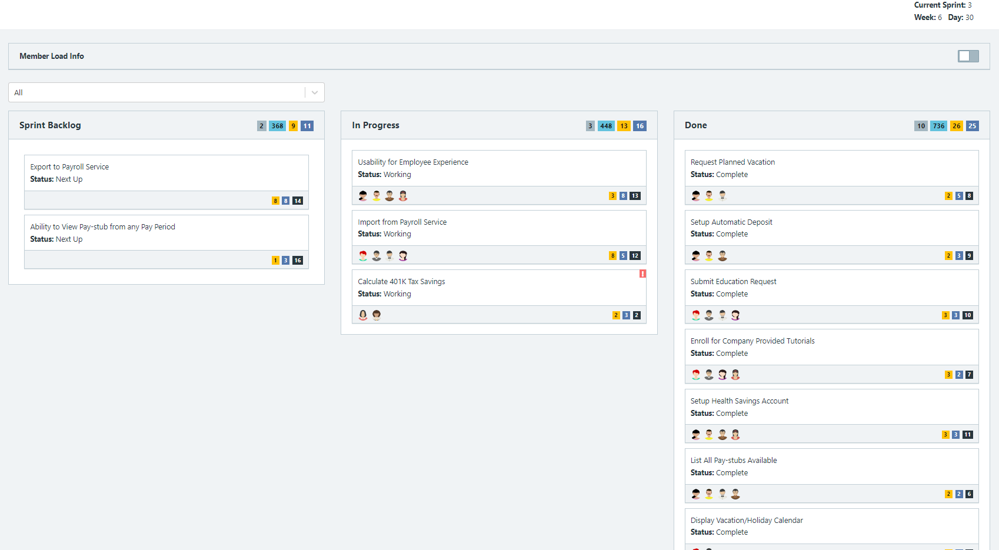 Current Sprint: 3
Week: 6 Day: 30
Member Load Info
All
Sprint Backlog 2 368 9 11
Export to Payroll Service
Status: Next Up
8 8 14
Ability to View Pay-stub from any Pay Period
Status: Next Up
1 3 16
In Progress 3 448 13 16
Usability for Employee Experience
Status: Working
3 8 13
Import from Payroll Service
Status: Working
8 5 12
!
Calculate 401K Tax Savings
Status: Working
2 3 2
Done 10 736 26 25
Request Planned Vacation
Status: Complete
2 5 8
Setup Automatic Deposit
Status: Complete
2 3 9
Submit Education Request
Status: Complete
3 3 10
Enroll for Company Provided Tutorials
Status: Complete
3 2 7
Setup Health Savings Account
Status: Complete
3 3 11
List All Pay-stubs Available
Status: Complete
2 2 6
Display Vacation/Holiday Calendar
Status: Complete